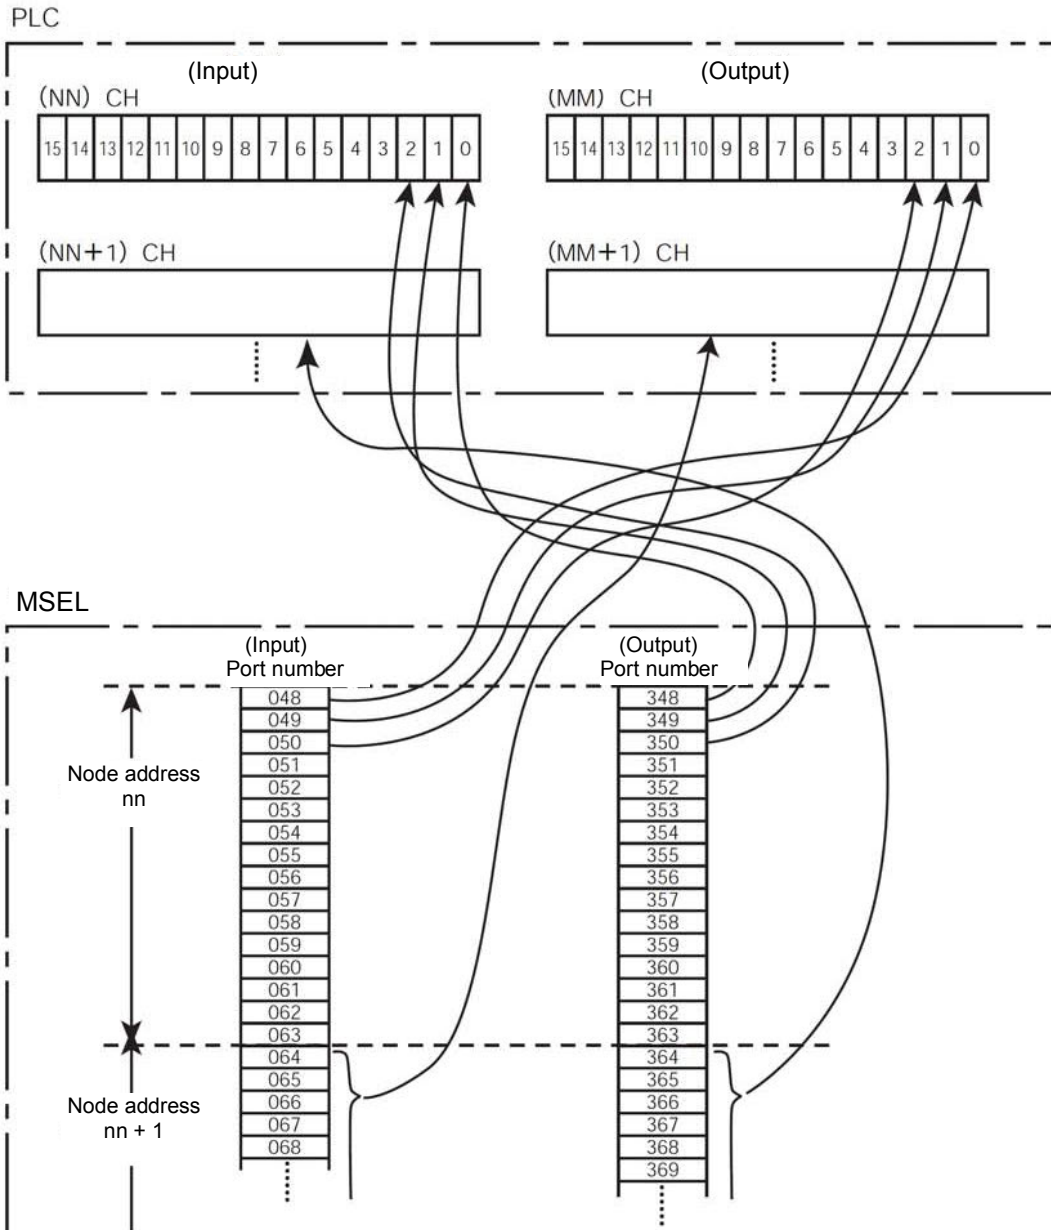 PLC
(Input) (Output)
(NN) CH (MM) CH
15 14 13 12 11 10 9 8 7 6 5 4 3 2 1 0 15 14 13 12 11 10 9 8 7 6 5 4 3 2 1 0
(NN+1) CH (MM+1) CH
MSEL
(Input) (Output)
Port number Port number
048 348
049 349
050 350
051 351
Node address
nn
052 352
053 353
054 354
055 355
056 356
057 357
058 358
059 359
060 360
061 361
062 362
063 363
064 364
065 365
Node address
nn + 1
066 366
067 367
068 368
369